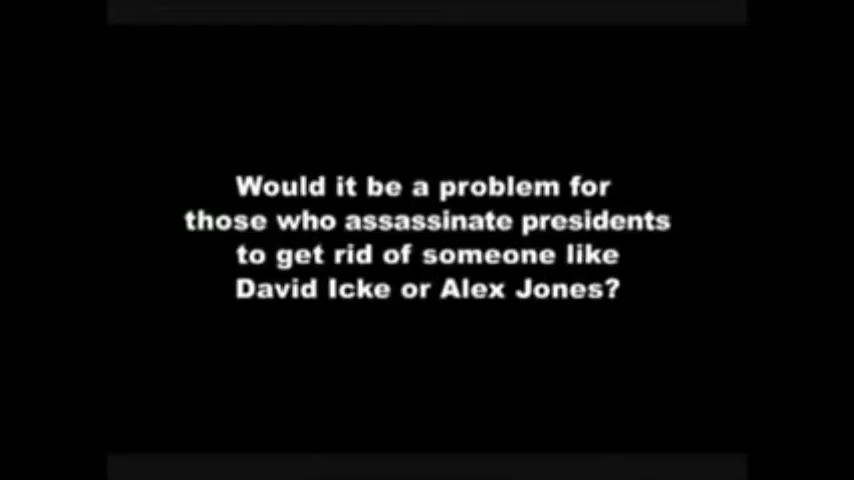 Would it be a problem for
those who assassinate presidents
to get rid of someone like
David Icke or Alex Jones?